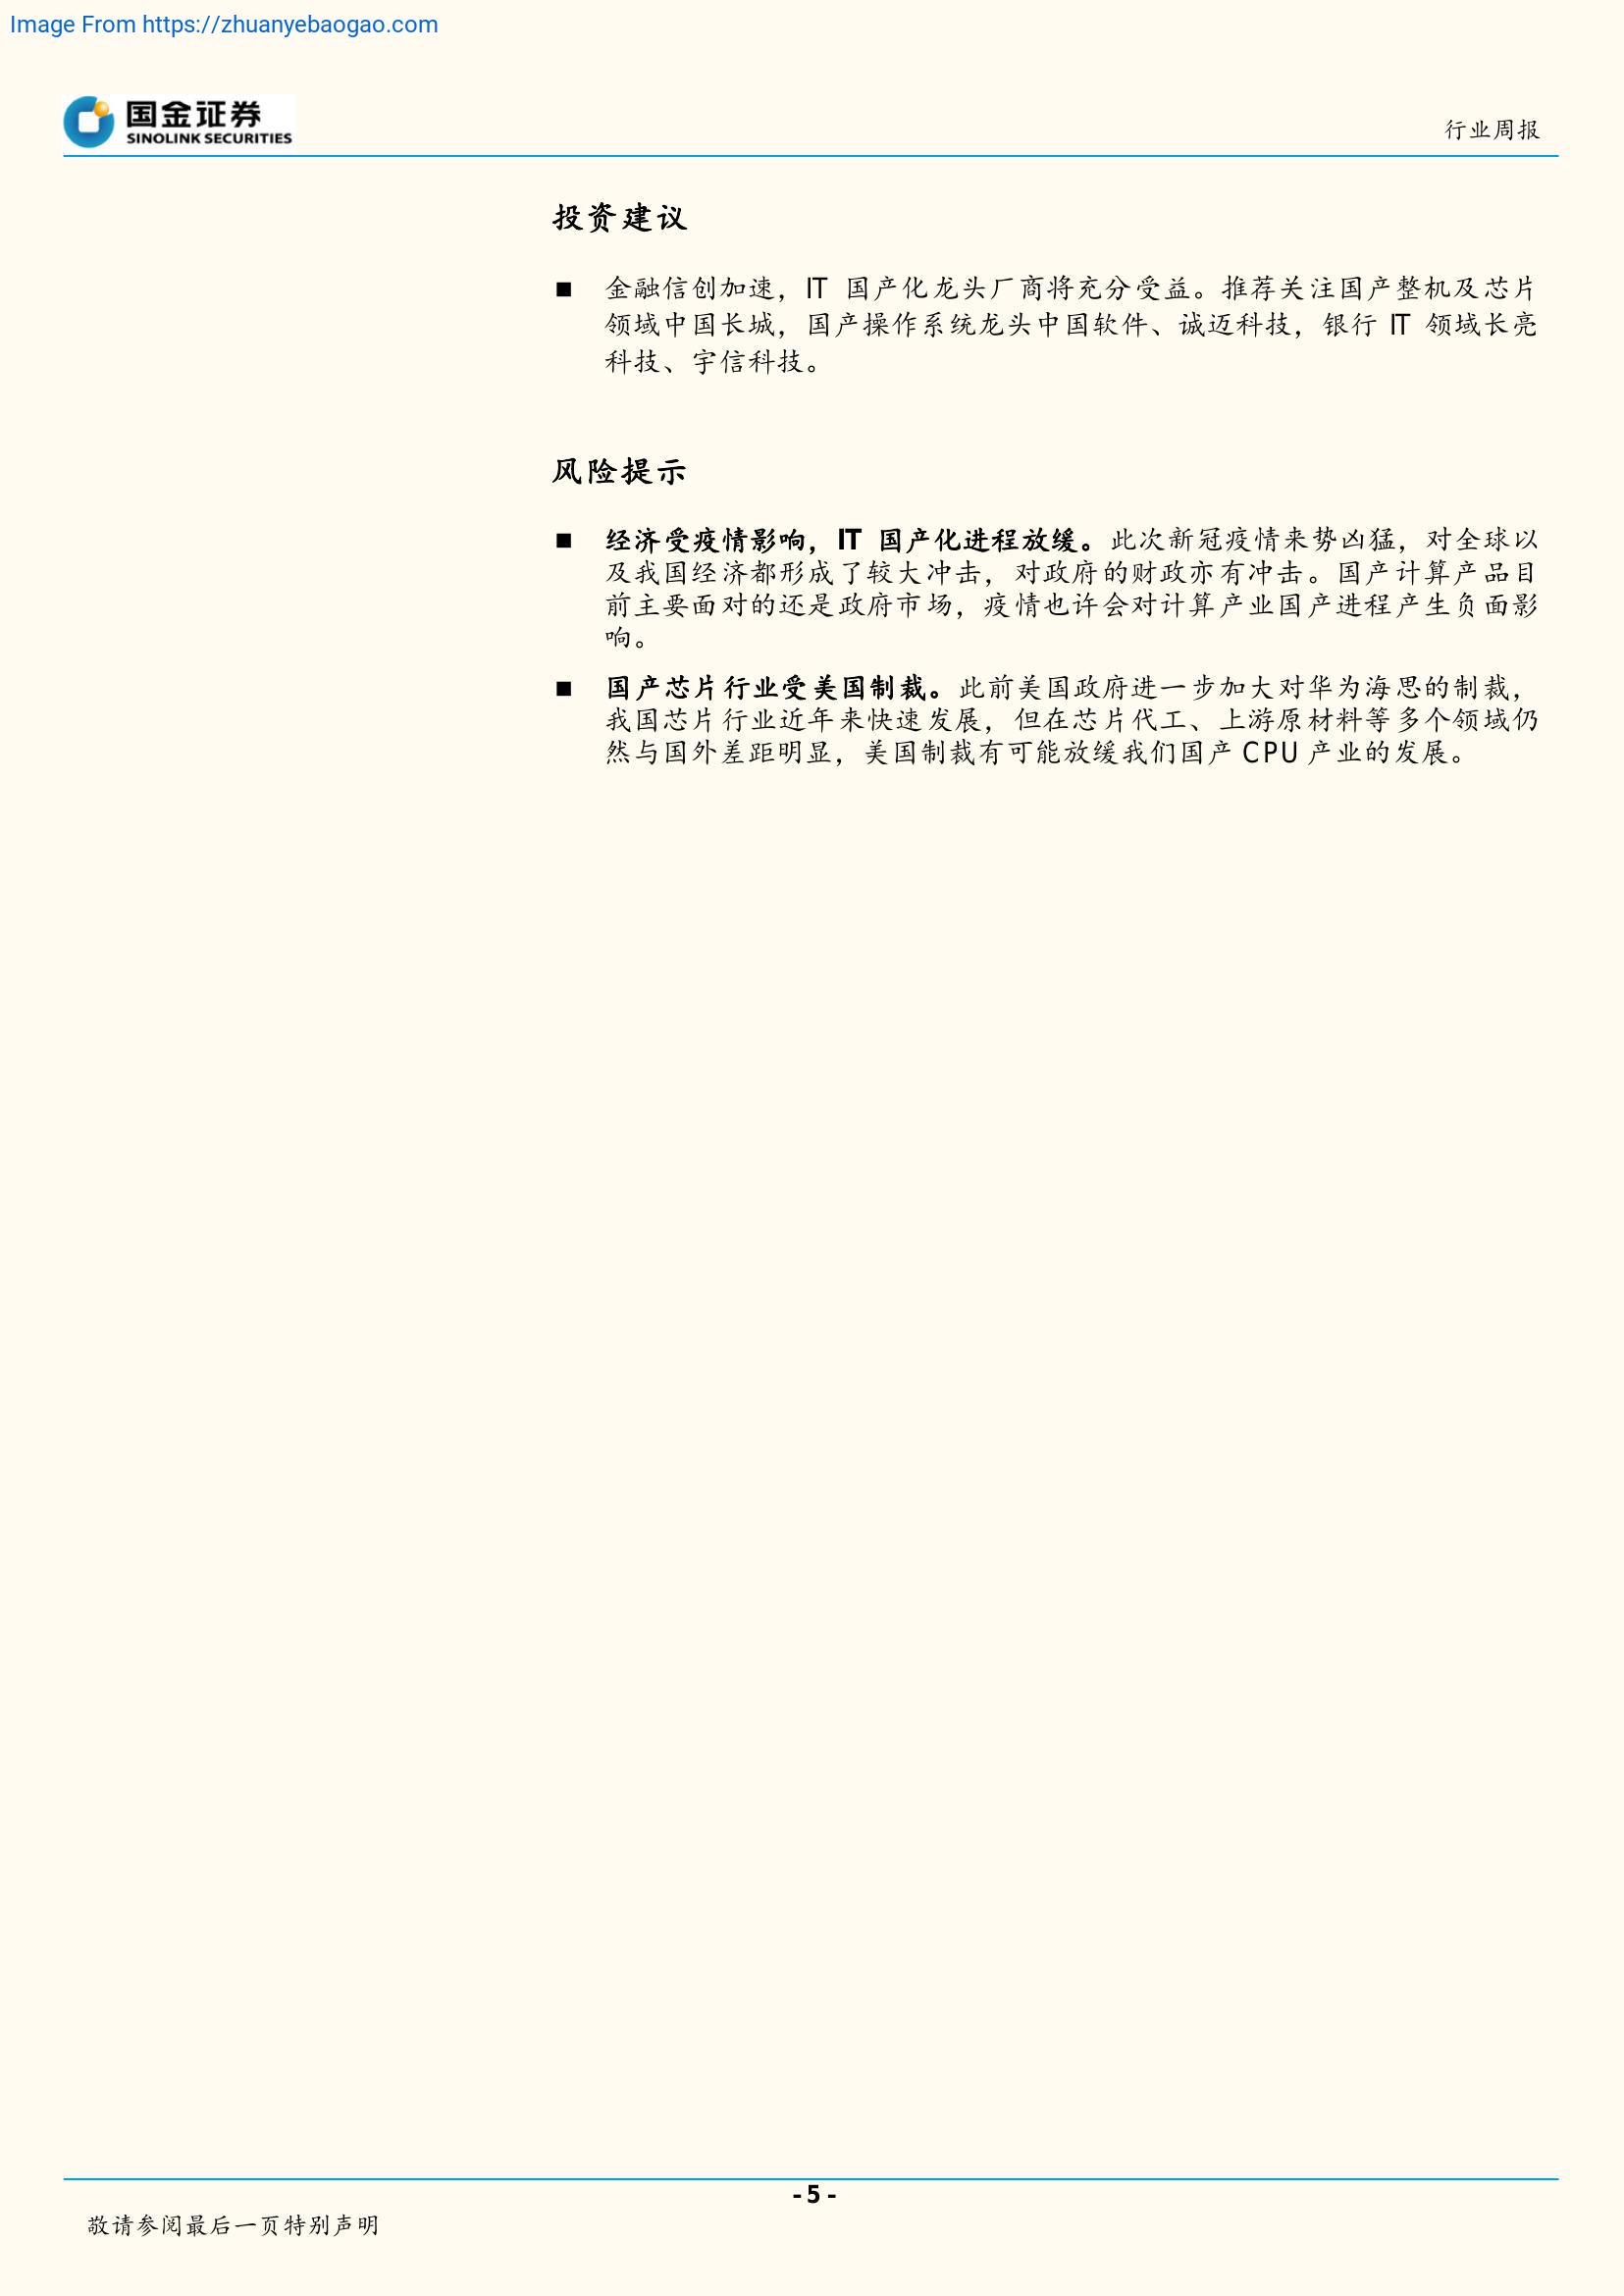 Image From https://zhuanyebaogao.com
国金证券
SINOLINK SECURITIES
行业周报
投资建议
■ 金融信创加速，IT 国产化龙头厂商将充分受益。推荐关注国产整机及芯片
领域中国长城，国产操作系统龙头中国软件、诚迈科技，银行 IT 领域长亮
科技、宇信科技。
风险提示
■ 经济受疫情影响，IT 国产化进程放缓。此次新冠疫情来势凶猛，对全球以
及我国经济都形成了较大冲击，对政府的财政亦有冲击。国产计算产品目
前主要面对的还是政府市场，疫情也许会对计算产业国产进程产生负面影
响。
■ 国产芯片行业受美国制裁。此前美国政府进一步加大对华为海思的制裁，
我国芯片行业近年来快速发展，但在芯片代工、上游原材料等多个领域仍
然与国外差距明显，美国制裁有可能放缓我们国产 CPU 产业的发展。
- 5 -
敬请参阅最后一页特别声明